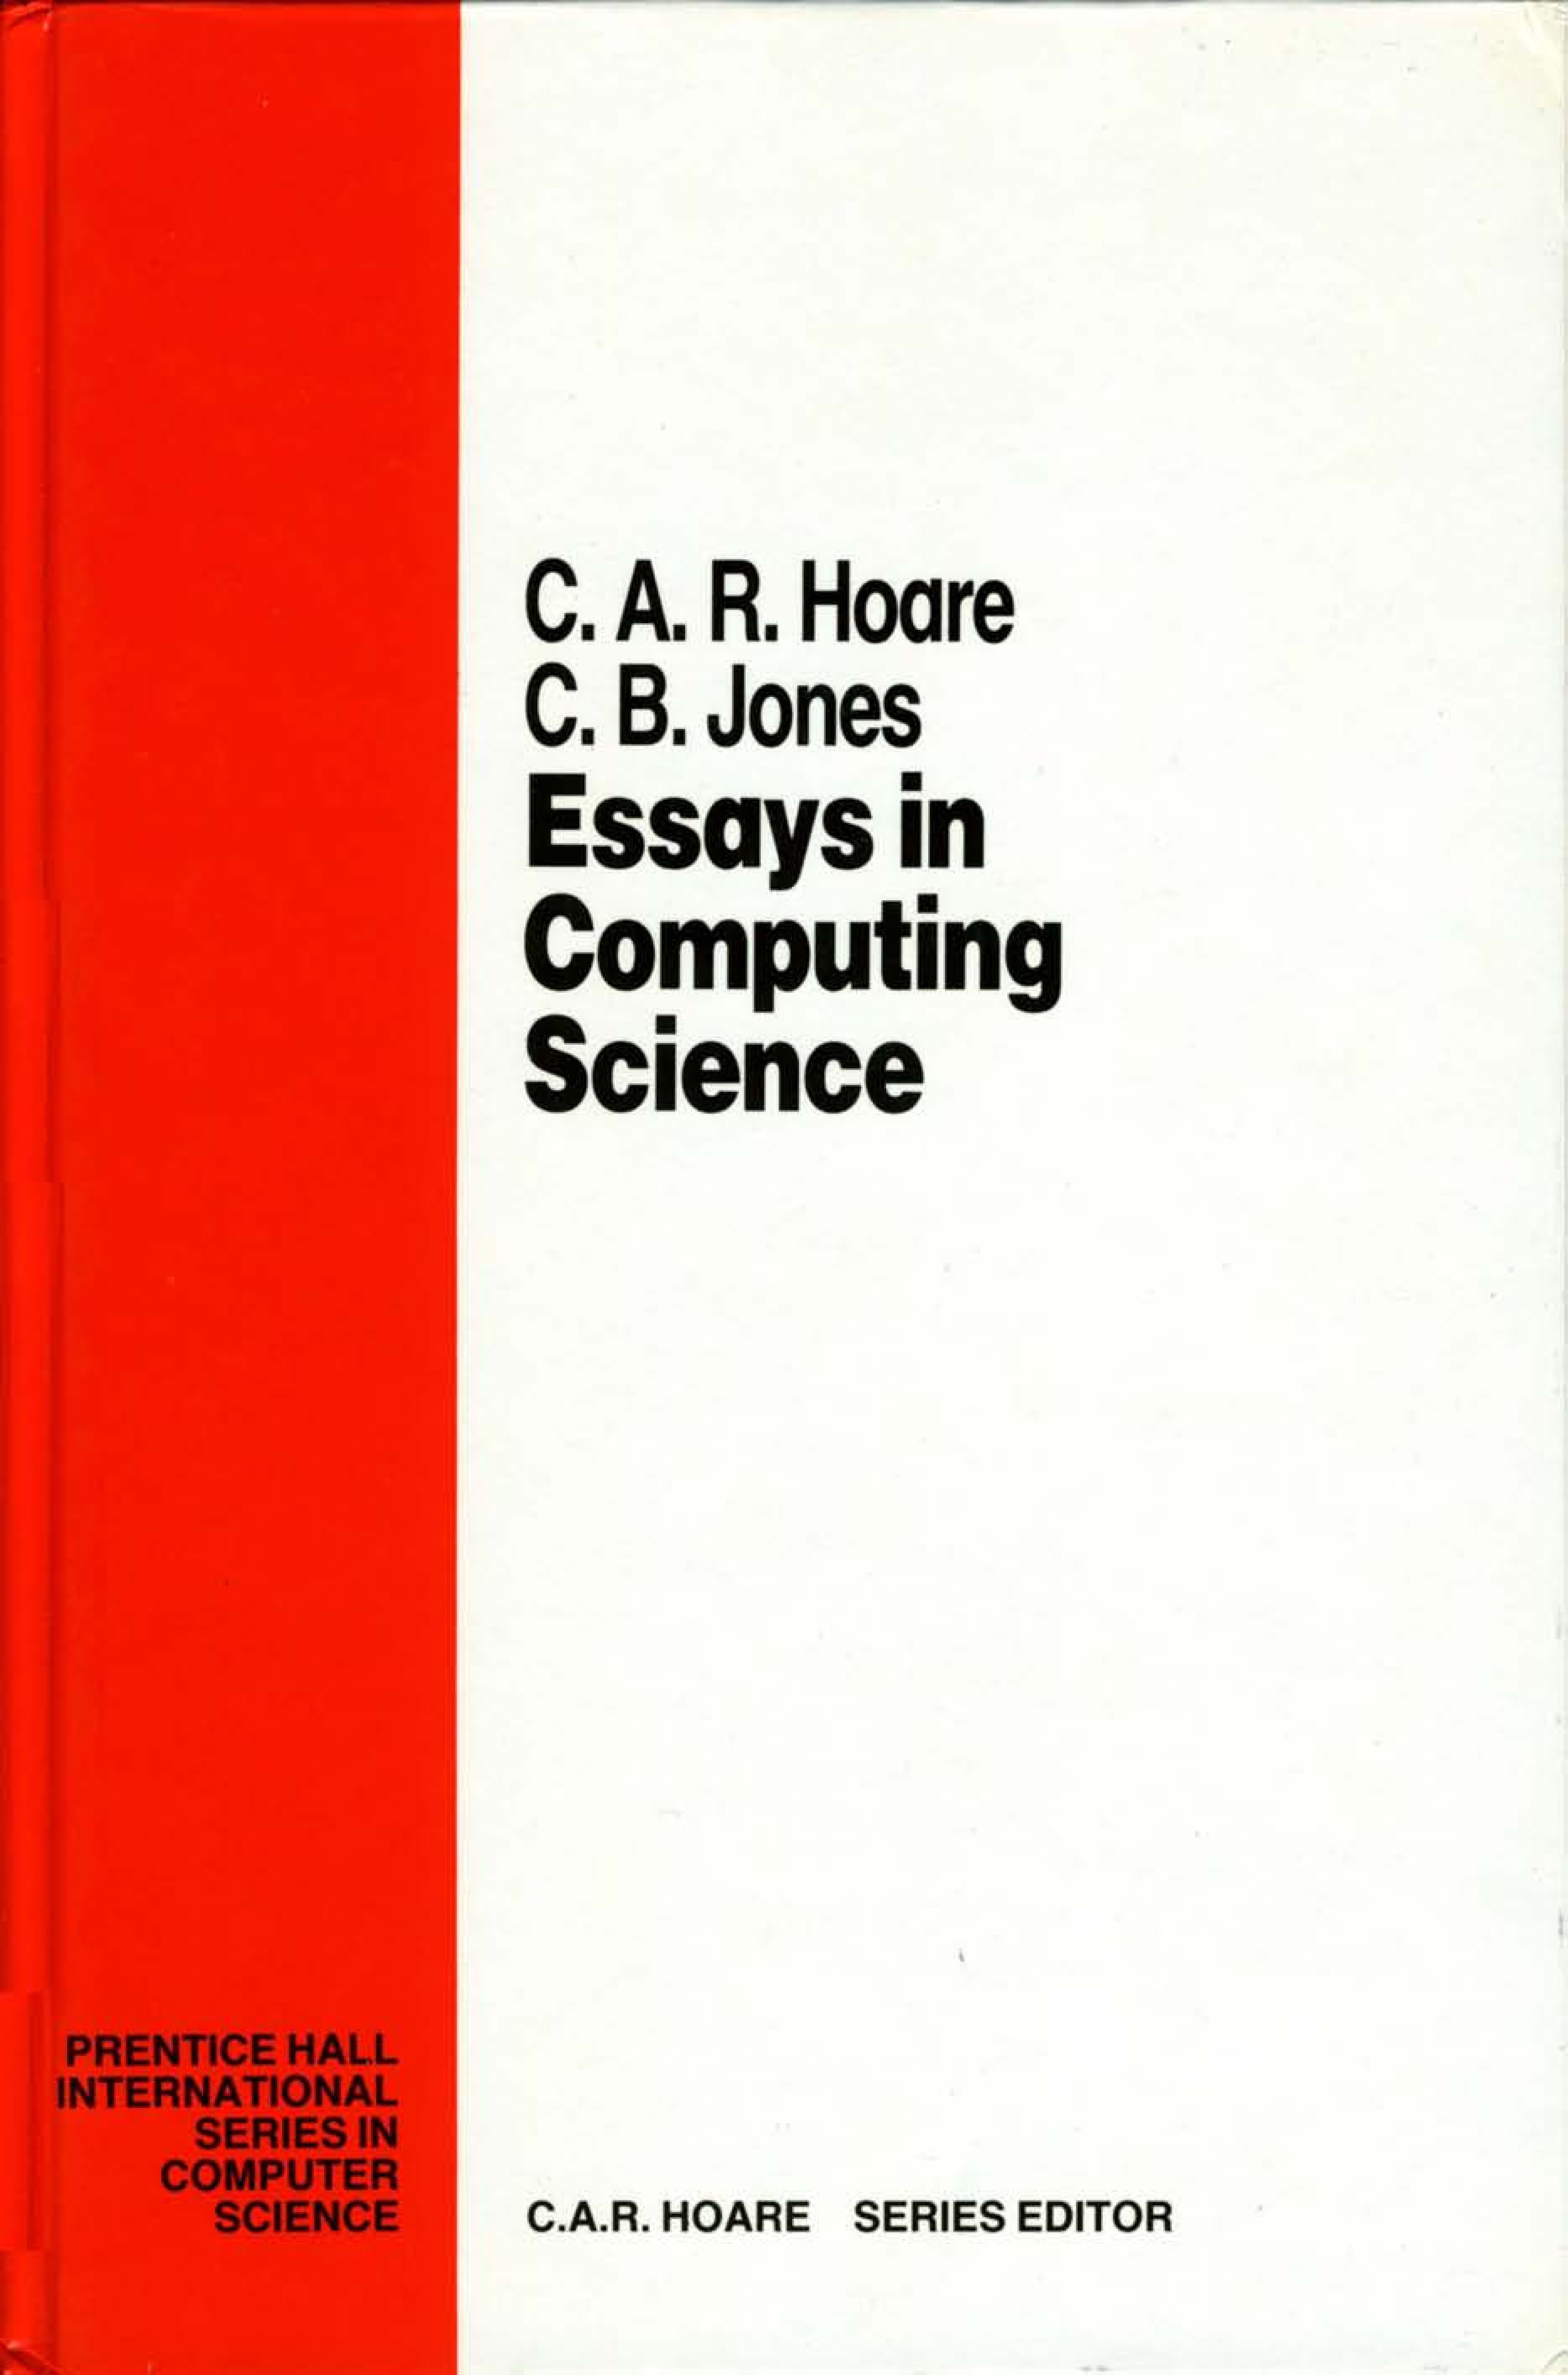 C. A. R. Hoare
C. B. Jones
Essays in
Computing
Science
PRENTICE HALL
INTERNATIONAL
SERIES IN
COMPUTER
SCIENCE
C.A.R. HOARE SERIES EDITOR